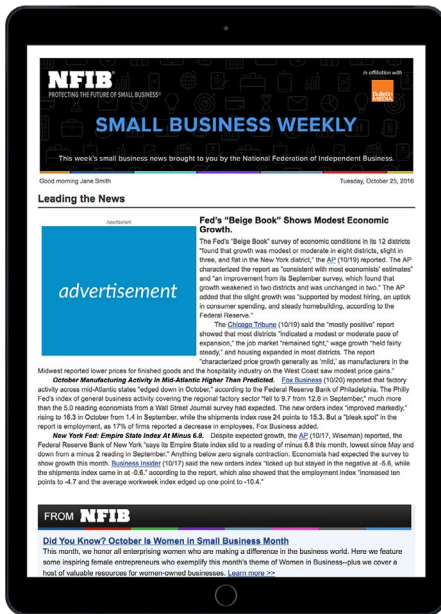 NFIB®
PROTECTING THE FUTURE OF SMALL BUSINESS®
in affiliation with
Bulletin
MEDIA
SMALL BUSINESS WEEKLY
This week's small business news brought to you by the National Federation of Independent Business.
Good morning Jane Smith
Tuesday, October 25, 2016
Leading the News
Advertisement
advertisement
Fed's "Beige Book" Shows Modest Economic
Growth.
The Fed's "Beige Book" survey of economic conditions in its 12 districts
"found that growth was modest or moderate in eight districts, slight in
three, and flat in the New York district," the AP (10/19) reported. The AP
characterized the report as "consistent with most economists' estimates"
and "an improvement from its September survey, which found that
growth weakened in two districts and was unchanged in two." The AP
added that the slight growth was "supported by modest hiring, an uptick
in consumer spending, and steady homebuilding, according to the
Federal Reserve."
The Chicago Tribune (10/19) said the "mostly positive" report
showed that most districts "indicated a modest or moderate pace of
expansion," the job market "remained tight," wage growth "held fairly
steady," and housing expanded in most districts. The report
"characterized price growth generally as 'mild,' as manufacturers in the
Midwest reported lower prices for finished goods and the hospitality industry on the West Coast saw modest price gains."
October Manufacturing Activity In Mid-Atlantic Higher Than Predicted. Fox Business (10/20) reported that factory
activity across mid-Atlantic states "edged down in October," according to the Federal Reserve Bank of Philadelphia. The Philly
Fed's index of general business activity covering the regional factory sector "fell to 9.7 from 12.8 in September," much more
than the 5.0 reading economists from a Wall Street Journal survey had expected. The new orders index "improved markedly,"
rising to 16.3 in October from 1.4 in September, while the shipments index rose 24 points to 15.3. But a "bleak spot" in the
report is employment, as 17% of firms reported a decrease in employees, Fox Business added.
New York Fed: Empire State Index At Minus 6.8. Despite expected growth, the AP (10/17, Wiseman) reported, the
Federal Reserve Bank of New York "says its Empire State index slid to a reading of minus 6.8 this month, lowest since May and
down from a minus 2 reading in September." Anything below zero signals contraction. Economists had expected the survey to
show growth this month. Business Insider (10/17) said the new orders index "ticked up but stayed in the negative at -5.6, while
the shipments index came in at -0.6," according to the report, which also showed that the employment index "increased ten
points to -4.7 and the average workweek index edged up one point to -10.4."
FROM NFIB
Did You Know? October Is Women in Small Business Month
This month, we honor all enterprising women who are making a difference in the business world. Here we feature
some inspiring female entrepreneurs who exemplify this month's theme of Women in Business--plus we cover a
host of valuable resources for women-owned businesses. Learn more >>